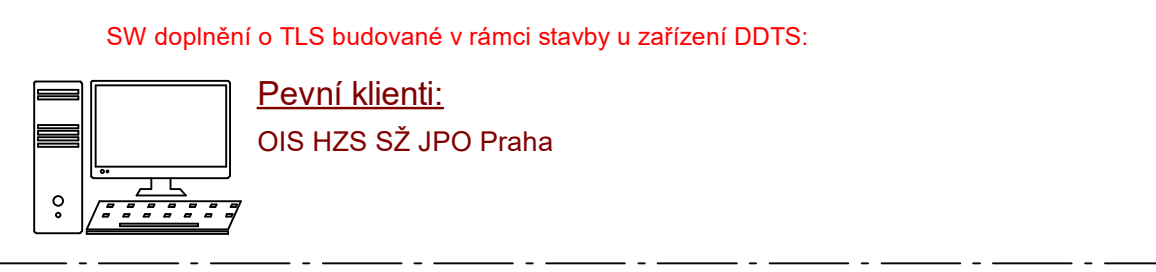 SW doplnění o TLS budované v rámci stavby u zařízení DDTS:
Pevní klienti:
OIS HZS SŽ JPO Praha